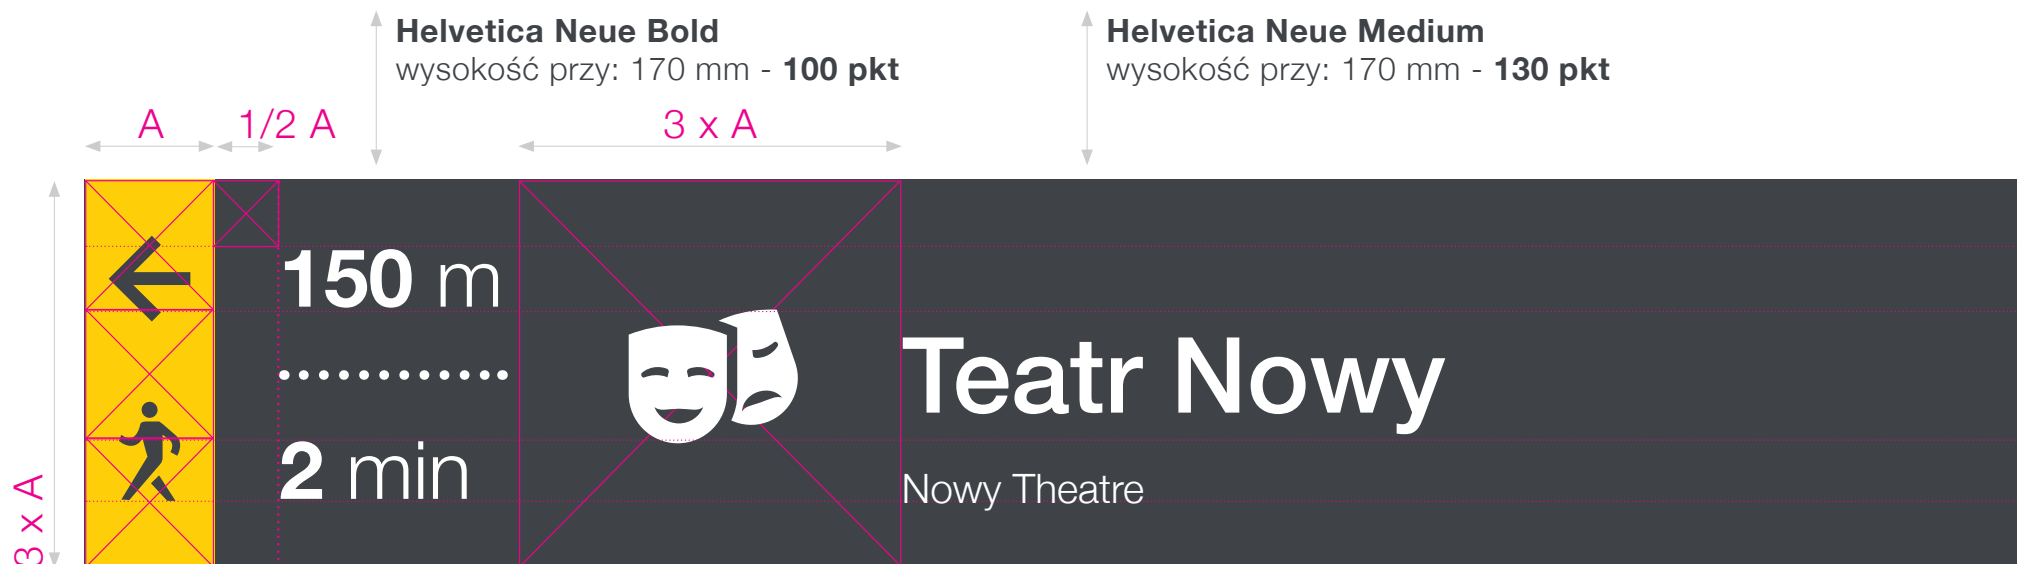 Helvetica Neue Bold
wysokość przy: 170 mm - 100 pkt
Helvetica Neue Medium
wysokość przy: 170 mm - 130 pkt
A
1/2 A
3 x A
3 x A
150 m
2 min
Teatr Nowy
Nowy Theatre